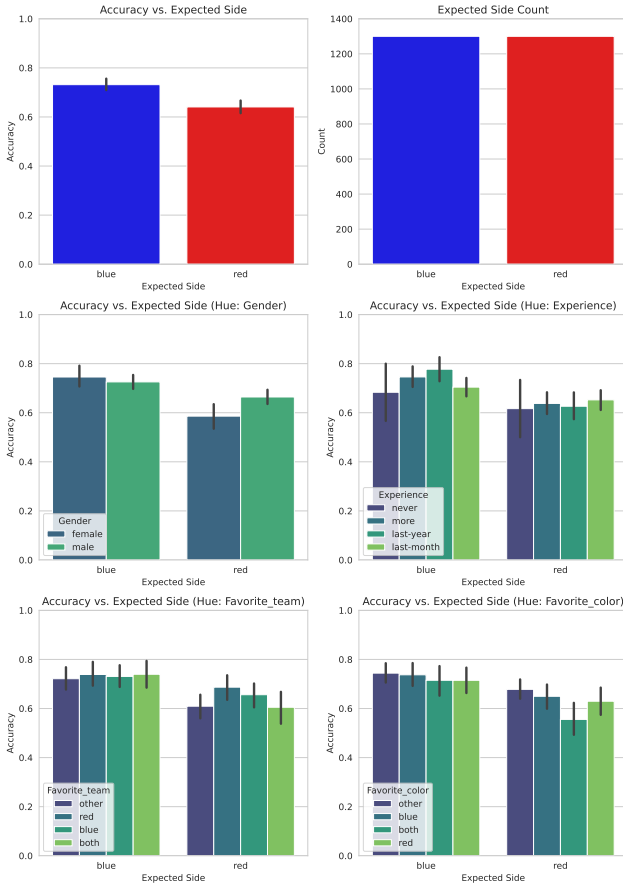 Accuracy vs. Expected Side
1.0
0.8
0.6
0.4
0.2
0.0
Accuracy
blue
red
Expected Side
Expected Side Count
1400
1200
1000
800
600
400
200
0
Count
blue
red
Expected Side
Accuracy vs. Expected Side (Hue: Gender)
1.0
0.8
0.6
0.4
0.2
0.0
Accuracy
Gender
female
male
blue
red
Expected Side
Accuracy vs. Expected Side (Hue: Experience)
1.0
0.8
0.6
0.4
0.2
0.0
Accuracy
Experience
never
more
last-year
last-month
blue
red
Expected Side
Accuracy vs. Expected Side (Hue: Favorite_team)
1.0
0.8
0.6
0.4
0.2
0.0
Accuracy
Favorite_team
other
red
blue
both
blue
red
Expected Side
Accuracy vs. Expected Side (Hue: Favorite_color)
1.0
0.8
0.6
0.4
0.2
0.0
Accuracy
Favorite_color
other
blue
both
red
blue
red
Expected Side